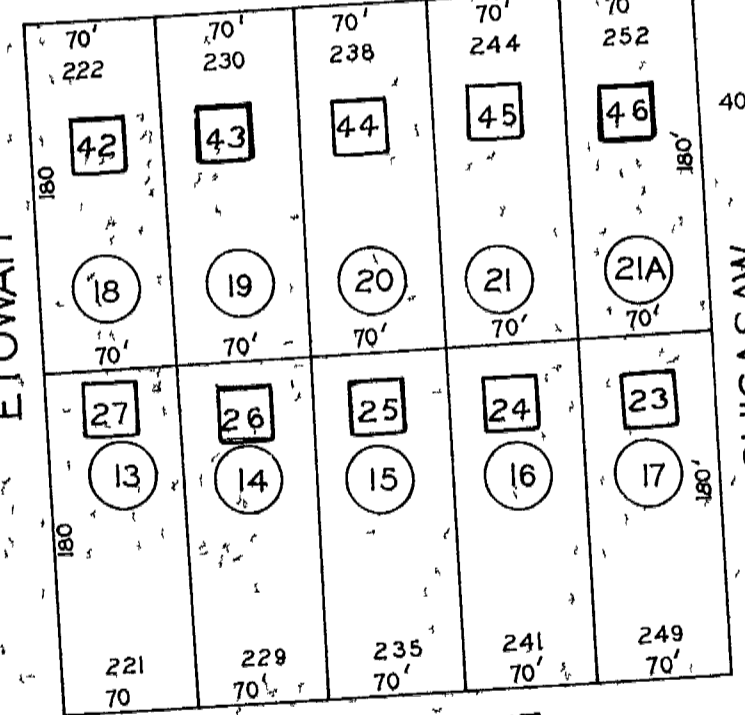 70' 70' 70' 70' 70
222 230 238 244 252
42 43 44 45 46
40
180 180'
18 19 20 21 21A
70' 70' 70' 70' 70'
ETOWAH
27 26 25 24 23
13 14 15 16 17
180 180'
221 229 235 241 249
70 70' 70' 70' 70'